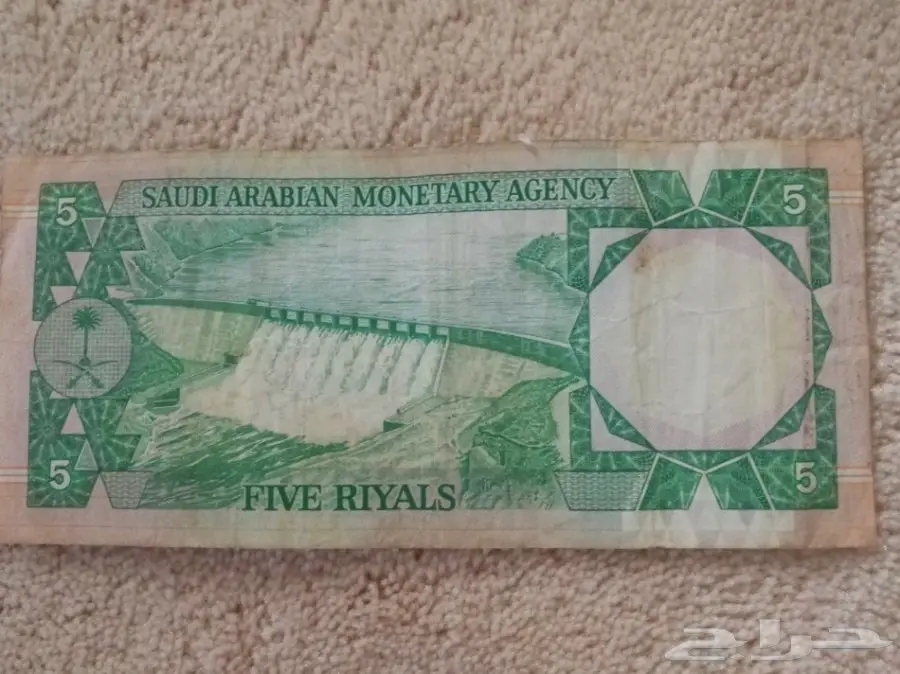 SAUDI ARABIAN MONETARY AGENCY
5
5
5
5
FIVE RIYALS
حراج